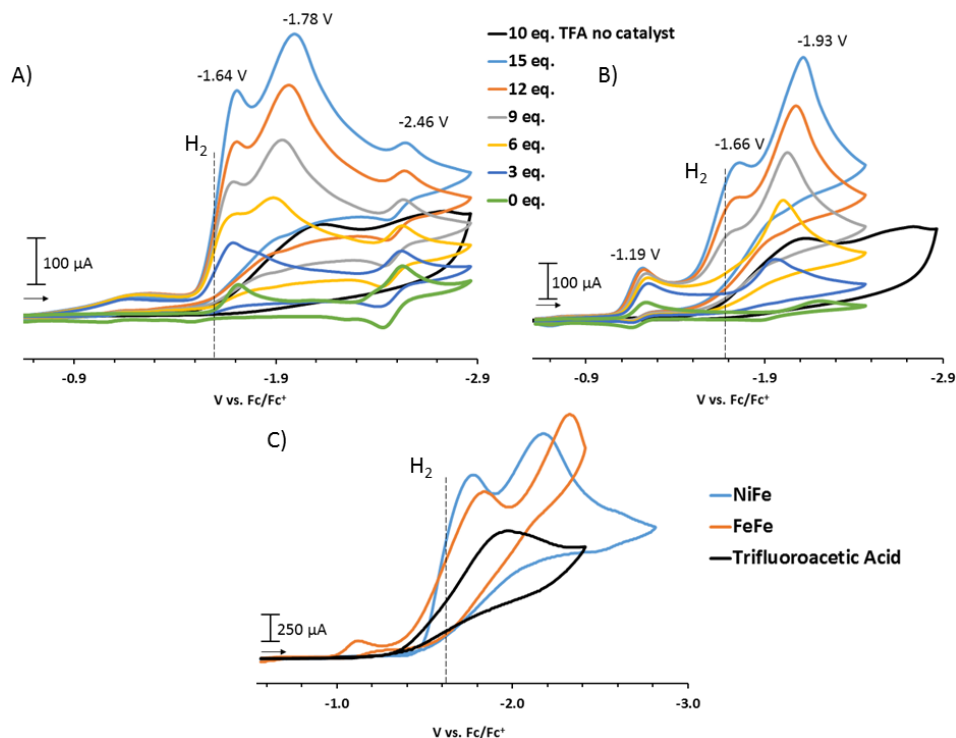 A)
-1.64 V
-1.78 V
-2.46 V
H2
100 µA
-0.9
-1.9
-2.9
V vs. Fc/Fc⁺
10 eq. TFA no catalyst
15 eq.
12 eq.
9 eq.
6 eq.
3 eq.
0 eq.
B)
-1.93 V
-1.66 V
H2
-1.19 V
100 µA
-0.9
-1.9
-2.9
V vs. Fc/Fc⁺
C)
H2
250 µA
-1.0
-2.0
-3.0
V vs. Fc/Fc⁺
NiFe
FeFe
Trifluoroacetic Acid